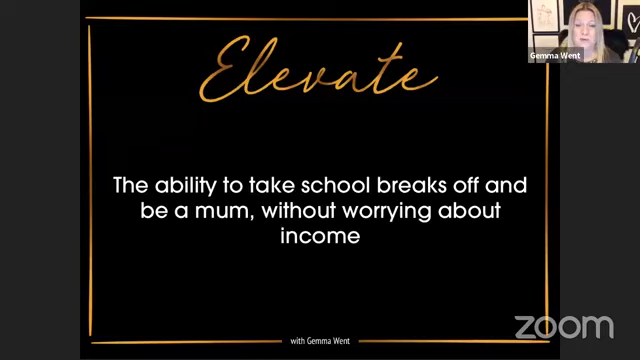 Gemma Went
Elevate
The ability to take school breaks off and
be a mum, without worrying about
income
with Gemma Went
zoom